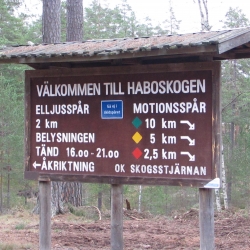 VÄLKOMMEN TILL HABOSKOGEN
ELLJUSSPÅR MOTIONSSPÅR
2 km 10 km
BELYSNINGEN 5 km
TÄND 16.00-21.00 2,5 km
ÅKRIKTNING OK SKOGSSTJÄRNAN